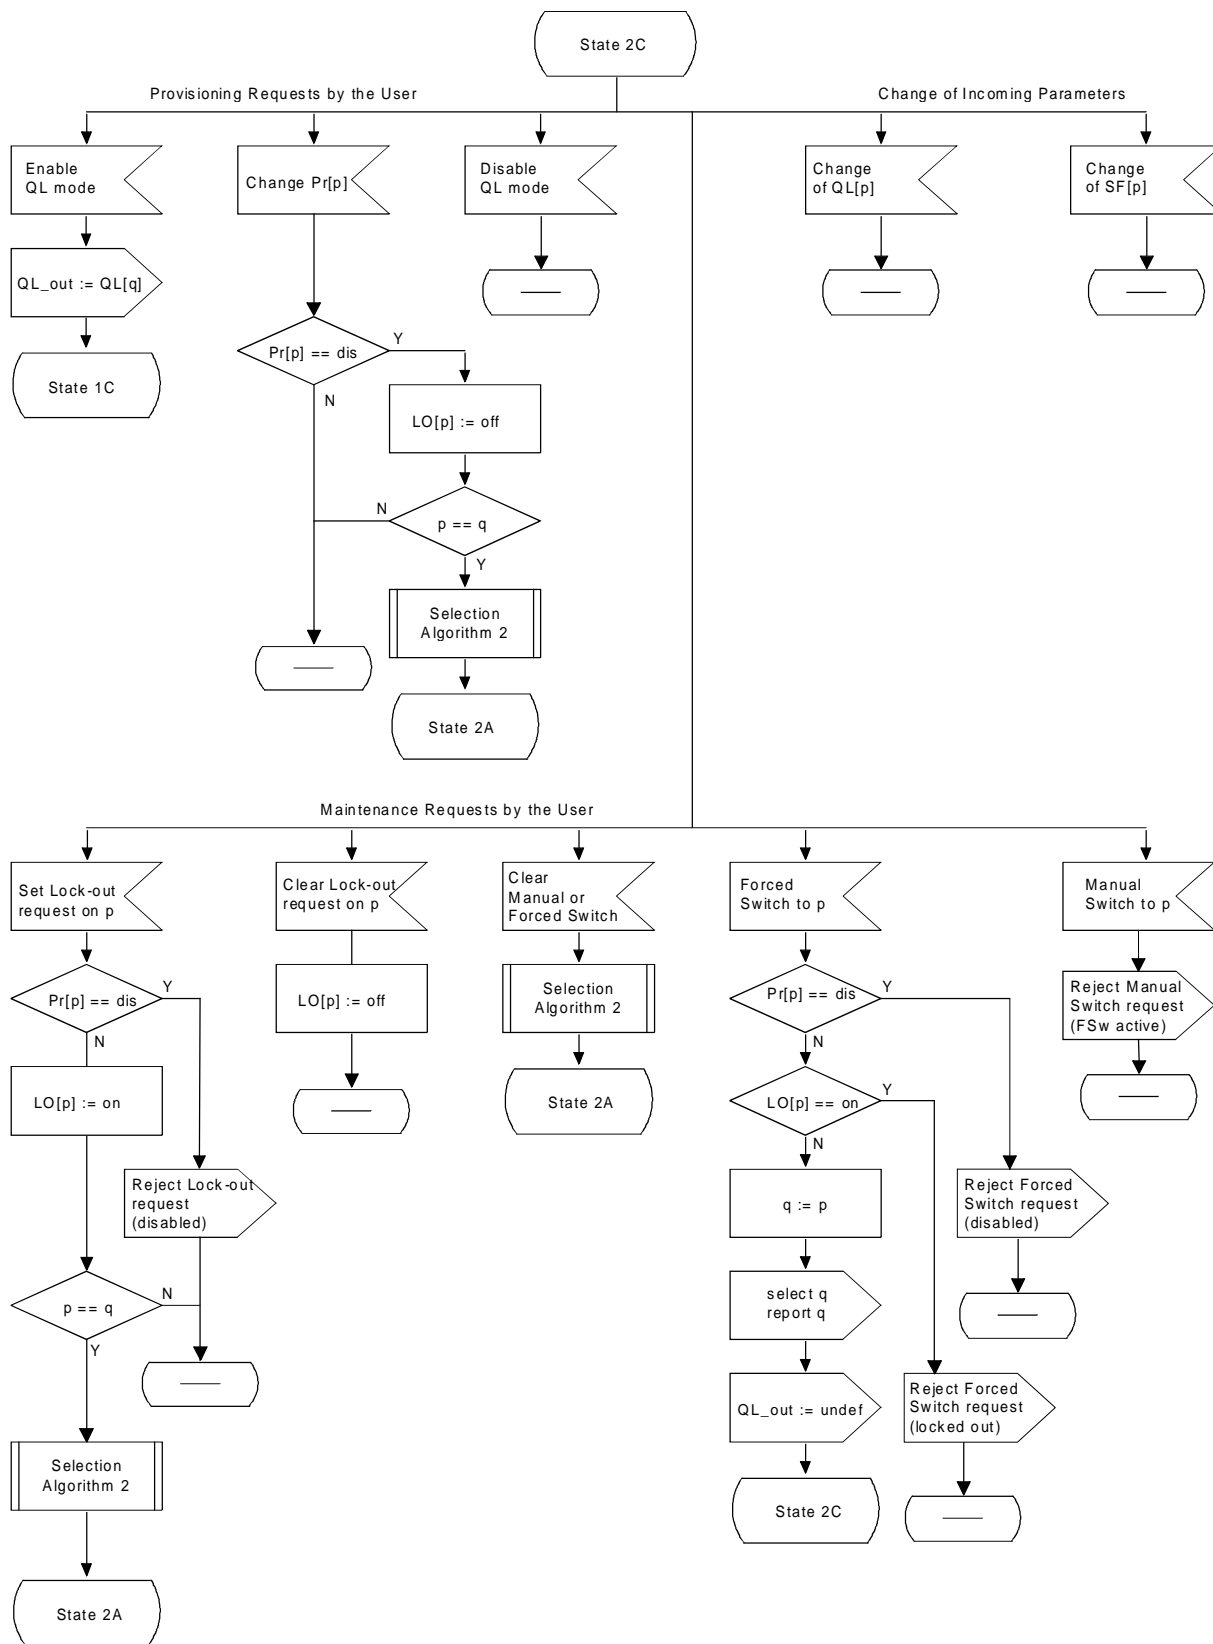 State 2C
Provisioning Requests by the User
Change of Incoming Parameters
Enable
QL mode
Change Pr[p]
Disable
QL mode
Change
of QL[p]
Change
of SF[p]
QL_out := QL[q]
State 1C
Pr[p] == dis
Y
N
LO[p] := off
p == q
N
Y
Selection
Algorithm 2
State 2A
Maintenance Requests by the User
Set Lock-out
request on p
Clear Lock-out
request on p
Clear
Manual or
Forced Switch
Forced
Switch to p
Manual
Switch to p
Pr[p] == dis
Y
N
LO[p] := on
Reject Lock-out
request
(disabled)
p == q
N
Y
Selection
Algorithm 2
State 2A
LO[p] := off
Selection
Algorithm 2
State 2A
Pr[p] == dis
Y
N
LO[p] == on
Y
N
q := p
select q
report q
QL_out := undef
State 2C
Reject Forced
Switch request
(disabled)
Reject Forced
Switch request
(locked out)
Reject Manual
Switch request
(FSw active)